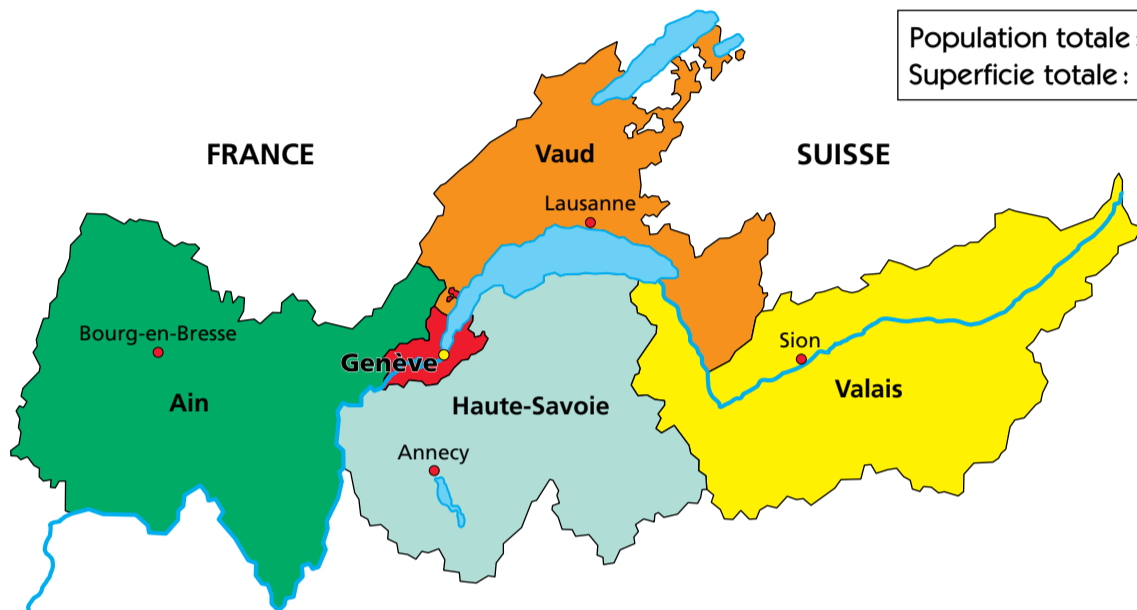 Population totale :
Superficie totale :
FRANCE
Vaud
SUISSE
Lausanne
Bourg-en-Bresse
Genève
Sion
Ain
Haute-Savoie
Valais
Annecy